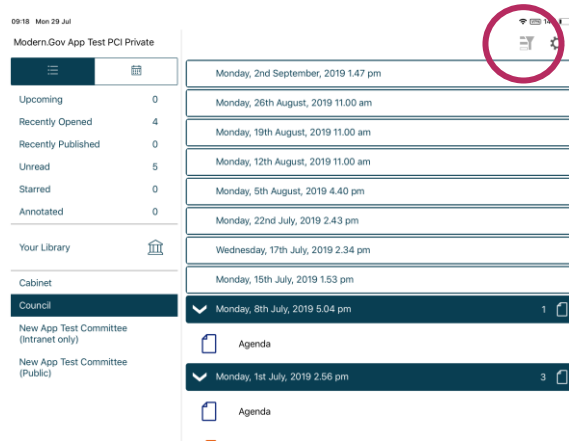 09:18 Mon 29 Jul
Modern.Gov App Test PCI Private
Upcoming 0
Recently Opened 4
Recently Published 0
Unread 5
Starred 0
Annotated 0
Your Library
Cabinet
Council
New App Test Committee
(Intranet only)
New App Test Committee
(Public)
Monday, 2nd September, 2019 1.47 pm
Monday, 26th August, 2019 11.00 am
Monday, 19th August, 2019 11.00 am
Monday, 12th August, 2019 11.00 am
Monday, 5th August, 2019 4.40 pm
Monday, 22nd July, 2019 2.43 pm
Wednesday, 17th July, 2019 2.34 pm
Monday, 15th July, 2019 1.53 pm
Monday, 8th July, 2019 5.04 pm 1
Agenda
Monday, 1st July, 2019 2.56 pm 3
Agenda